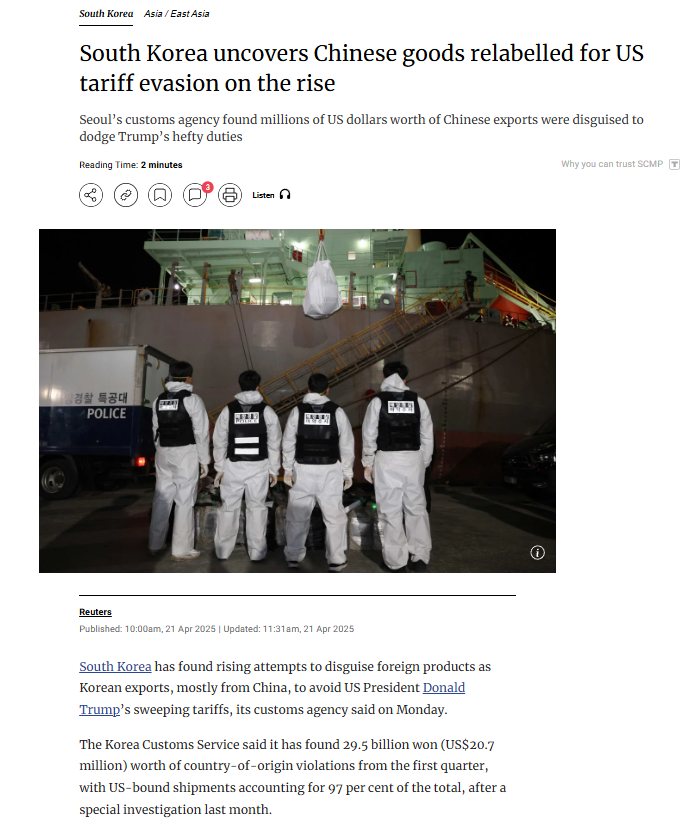 South Korea Asia / East Asia
South Korea uncovers Chinese goods relabelled for US
tariff evasion on the rise
Seoul's customs agency found millions of US dollars worth of Chinese exports were disguised to
dodge Trump's hefty duties
Reading Time: 2 minutes
Why you can trust SCMP
3
Listen
경찰 특공대
POLICE
Reuters
Published: 10:00am, 21 Apr 2025 | Updated: 11:31am, 21 Apr 2025
South Korea has found rising attempts to disguise foreign products as
Korean exports, mostly from China, to avoid US President Donald
Trump's sweeping tariffs, its customs agency said on Monday.
The Korea Customs Service said it has found 29.5 billion won (US$20.7
million) worth of country-of-origin violations from the first quarter,
with US-bound shipments accounting for 97 per cent of the total, after a
special investigation last month.